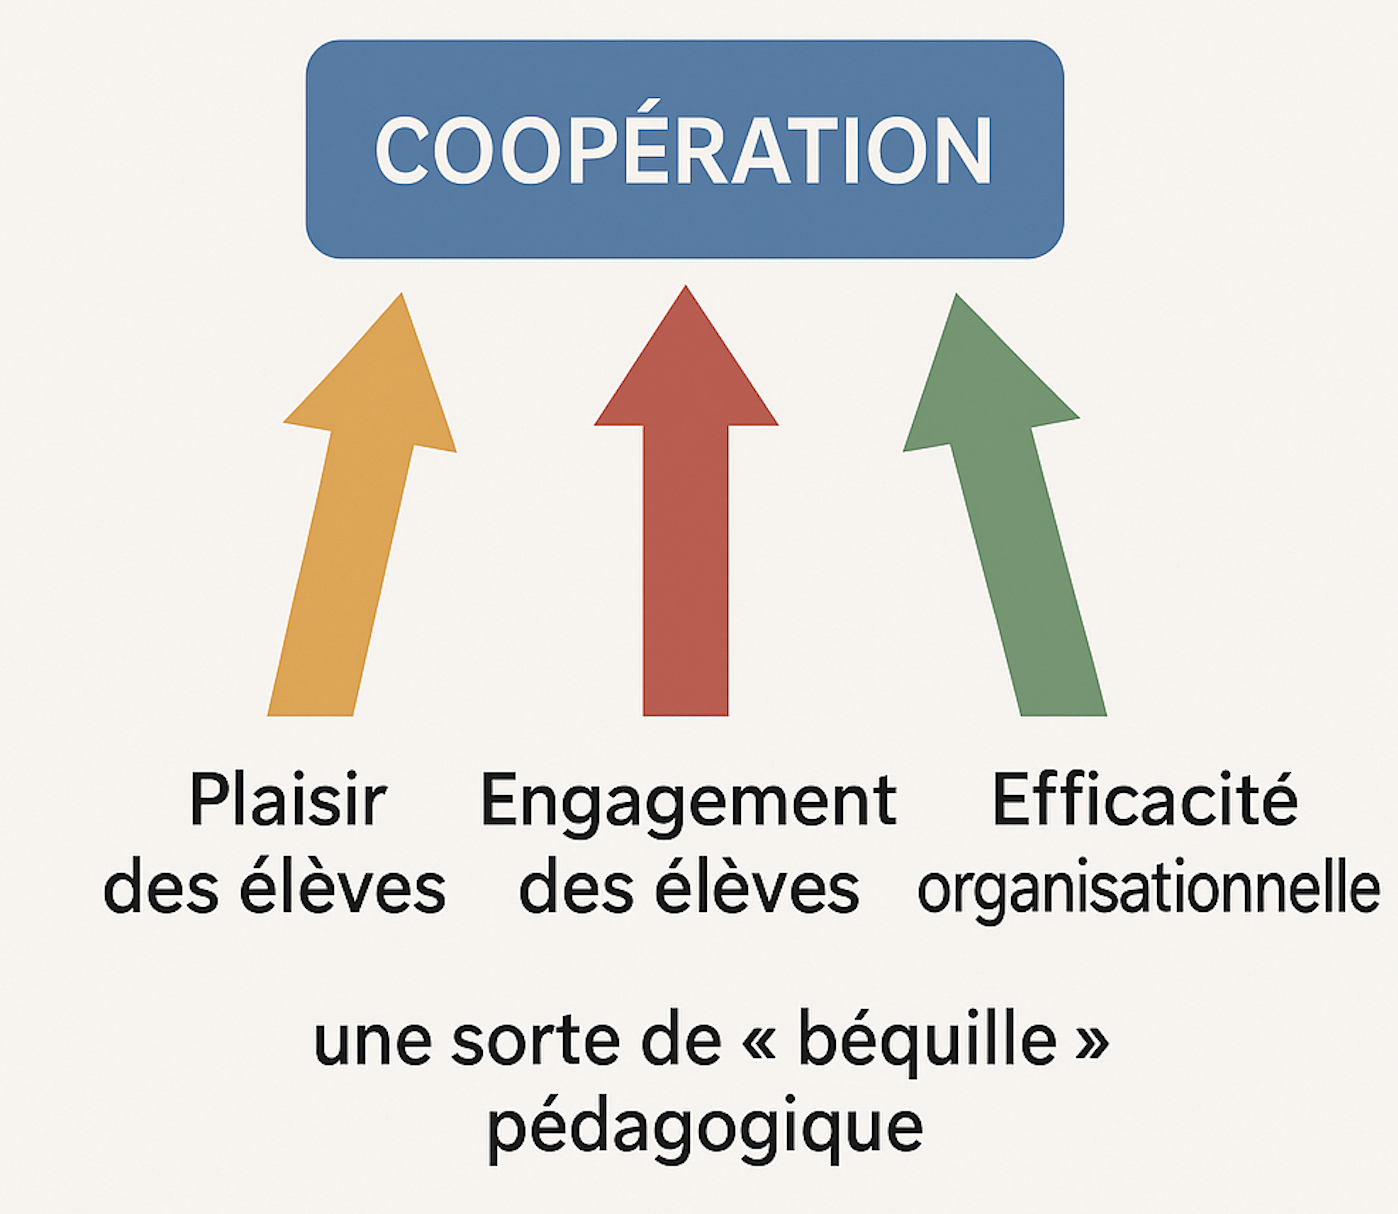 COOPÉRATION
Plaisir
des élèves
Engagement
des élèves
Efficacité
organisationnelle
une sorte de « béquille »
pédagogique